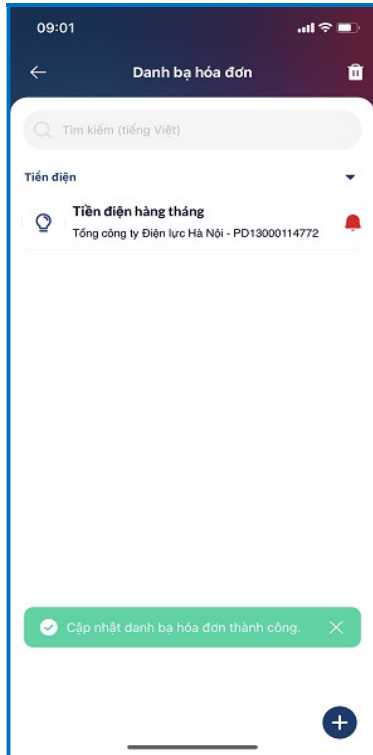 09:01
Danh bạ hóa đơn
Tìm kiếm (tiếng Việt)
Tiền điện
Tiền điện hàng tháng
Tổng công ty Điện lực Hà Nội - PD13000114772
Cập nhật danh bạ hóa đơn thành công.